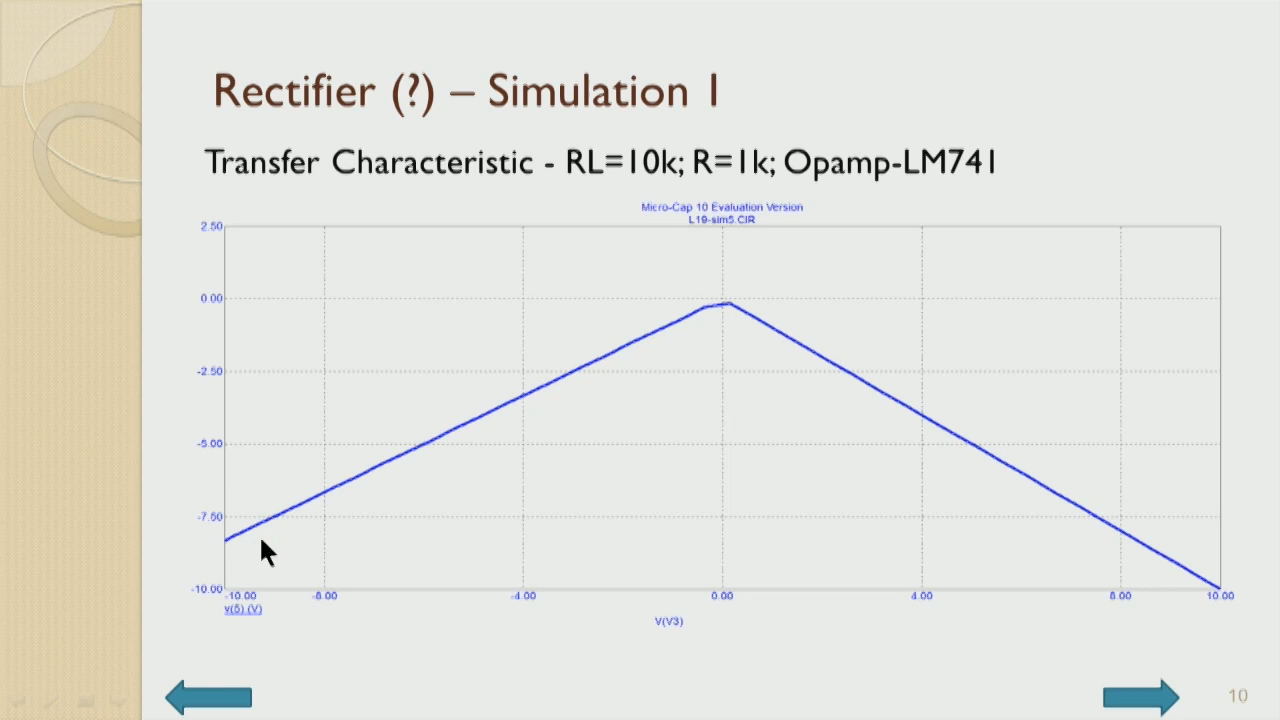 Rectifier (?) – Simulation 1
Transfer Characteristic - RL=10k; R=1k; Opamp-LM741
Micro-Cap 10 Evaluation Version
L19-sim5.CIR
2.50
0.00
-2.50
-5.00
-7.50
-10.00
-10.00 -8.00 -4.00 0.00 4.00 8.00 10.00
v(5) (V)
V(V3)
10